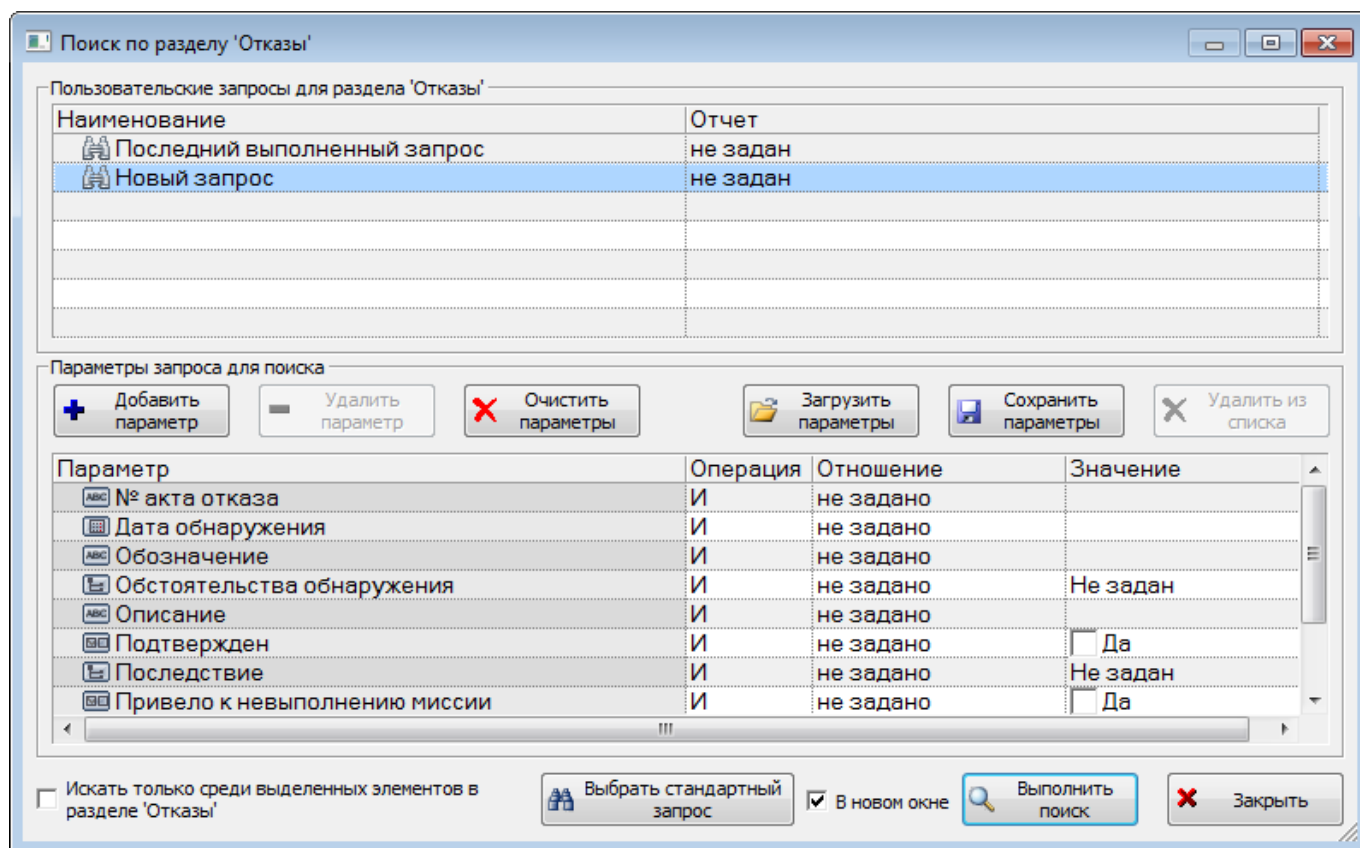 Поиск по разделу 'Отказы'
Пользовательские запросы для раздела 'Отказы'
Наименование Отчет
Последний выполненный запрос не задан
Новый запрос не задан
Параметры запроса для поиска
Добавить параметр
Удалить параметр
Очистить параметры
Загрузить параметры
Сохранить параметры
Удалить из списка
Параметр Операция Отношение Значение
ABC № акта отказа И не задано
Дата обнаружения И не задано
ABC Обозначение И не задано
Обстоятельства обнаружения И не задано Не задан
ABC Описание И не задано
Подтвержден И не задано Да
Последствие И не задано Не задан
Привело к невыполнению миссии И не задано Да
Искать только среди выделенных элементов в
разделе 'Отказы'
Выбрать стандартный
запрос
В новом окне
Выполнить
поиск
Закрыть